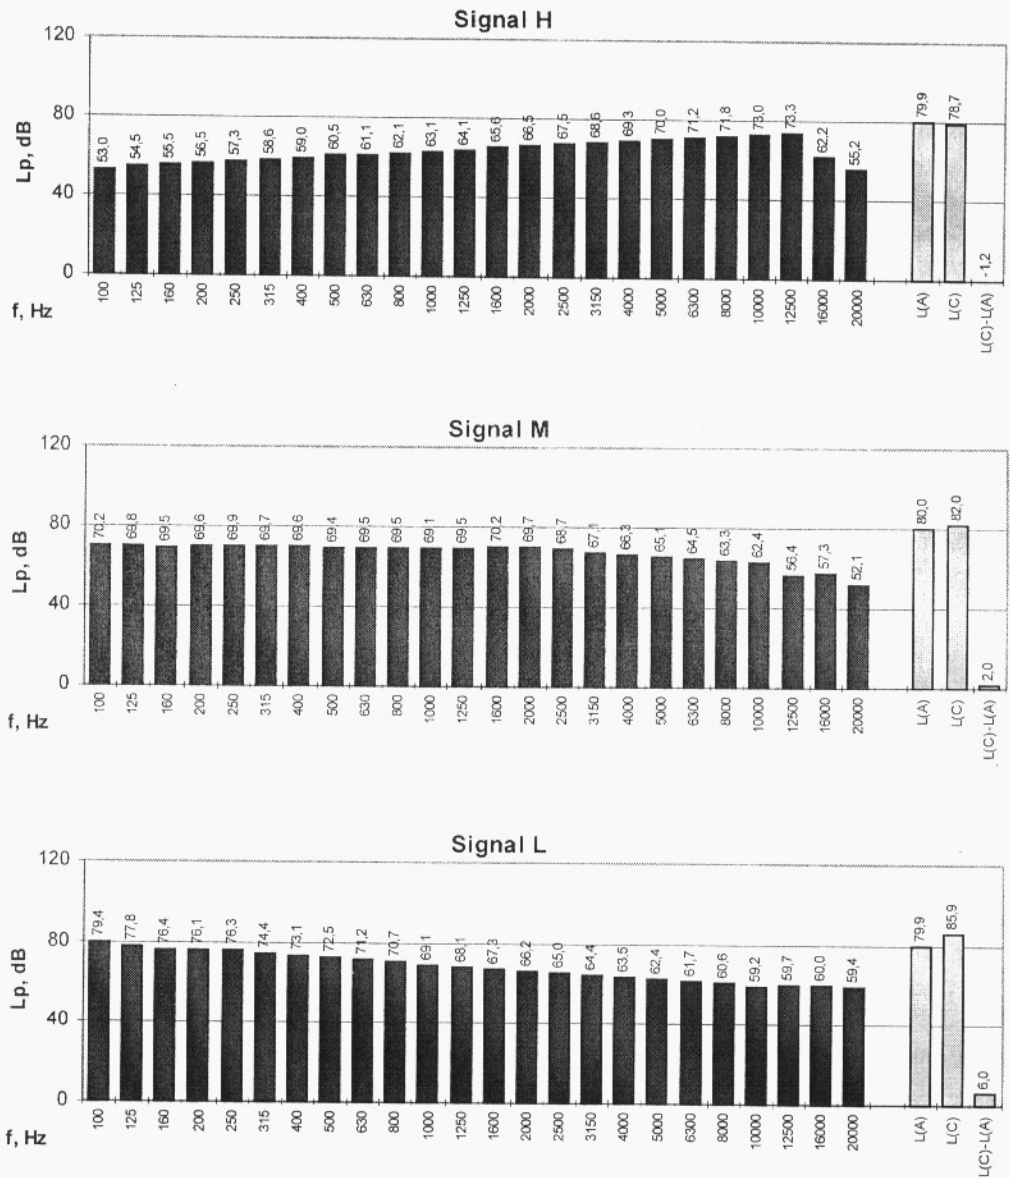 Signal H
120
80
40
0
Lp, dB
53,0 54,5 55,5 56,5 57,3 58,6 59,0 60,5 61,1 62,1 63,1 64,1 65,6 66,5 67,5 68,6 69,3 70,0 71,2 71,8 73,0 73,3 62,2 55,2 79,9 78,7 -1,2
100 125 160 200 250 315 400 500 630 800 1000 1250 1600 2000 2500 3150 4000 5000 6300 8000 10000 12500 16000 20000 L(A) L(C) L(C)-L(A)
f, Hz
Signal M
120
80
40
0
Lp, dB
70,2 69,8 69,5 69,6 69,9 69,7 69,6 69,4 69,5 69,5 69,1 69,5 70,2 69,7 68,7 67,1 66,3 65,1 64,5 63,3 62,4 56,4 57,3 52,1 80,0 82,0 2,0
100 125 160 200 250 315 400 500 630 800 1000 1250 1600 2000 2500 3150 4000 5000 6300 8000 10000 12500 16000 20000 L(A) L(C) L(C)-L(A)
f, Hz
Signal L
120
80
40
0
Lp, dB
79,4 77,8 76,4 76,1 76,3 74,4 73,1 72,5 71,2 70,7 69,1 68,1 67,3 66,2 65,0 64,4 63,5 62,4 61,7 60,6 59,2 59,7 60,0 59,4 79,9 85,9 6,0
100 125 160 200 250 315 400 500 630 800 1000 1250 1600 2000 2500 3150 4000 5000 6300 8000 10000 12500 16000 20000 L(A) L(C) L(C)-L(A)
f, Hz